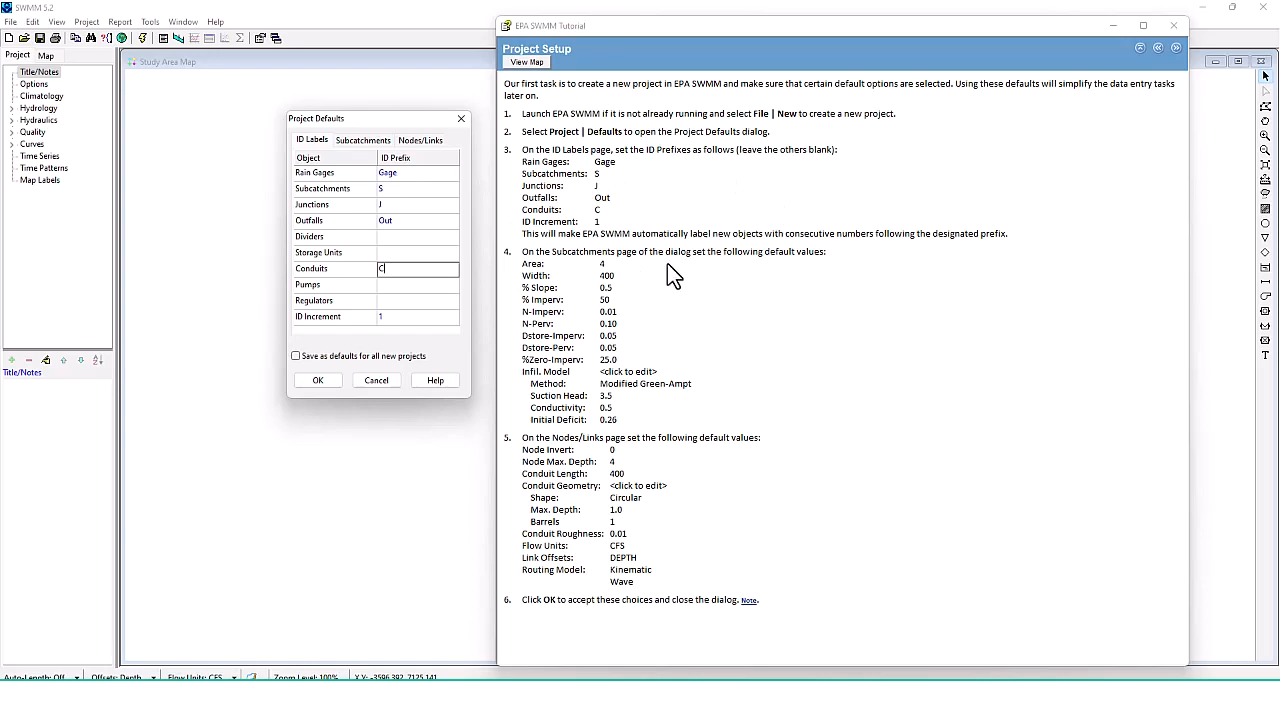 SWMM 5.2
File Edit View Project Report Tools Window Help
Project Map
Title/Notes
Options
Climatology
Hydrology
Hydraulics
Quality
Curves
Time Series
Time Patterns
Map Labels
Title/Notes
Study Area Map
Project Defaults
ID Labels Subcatchments Nodes/Links
Object ID Prefix
Rain Gages Gage
Subcatchments S
Junctions J
Outfalls Out
Dividers
Storage Units
Conduits C
Pumps
Regulators
ID Increment 1
Save as defaults for all new projects
OK Cancel Help
EPA SWMM Tutorial
Project Setup
View Map
Our first task is to create a new project in EPA SWMM and make sure that certain default options are selected. Using these defaults will simplify the data entry tasks
later on.
1. Launch EPA SWMM if it is not already running and select File | New to create a new project.
2. Select Project | Defaults to open the Project Defaults dialog.
3. On the ID Labels page, set the ID Prefixes as follows (leave the others blank):
Rain Gages: Gage
Subcatchments: S
Junctions: J
Outfalls: Out
Conduits: C
ID Increment: 1
This will make EPA SWMM automatically label new objects with consecutive numbers following the designated prefix.
4. On the Subcatchments page of the dialog set the following default values:
Area: 4
Width: 400
% Slope: 0.5
% Imperv: 50
N-Imperv: 0.01
N-Perv: 0.10
Dstore-Imperv: 0.05
Dstore-Perv: 0.05
%Zero-Imperv: 25.0
Infil. Model <click to edit>
Method: Modified Green-Ampt
Suction Head: 3.5
Conductivity: 0.5
Initial Deficit: 0.26
5. On the Nodes/Links page set the following default values:
Node Invert: 0
Node Max. Depth: 4
Conduit Length: 400
Conduit Geometry: <click to edit>
Shape: Circular
Max. Depth: 1.0
Barrels 1
Conduit Roughness: 0.01
Flow Units: CFS
Link Offsets: DEPTH
Routing Model: Kinematic
Wave
6. Click OK to accept these choices and close the dialog. Note.
Auto-Length: Off Offsets: Depth Flow Units: CFS Zoom Level: 100% X,Y: -3596.392, 7125.141